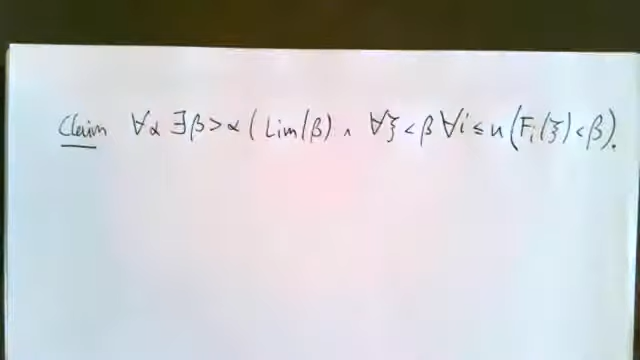 Claim ∀α ∃β>α (Lim(β) ∧ ∀ξ<β ∀i≤n (F_i(ξ)<β).